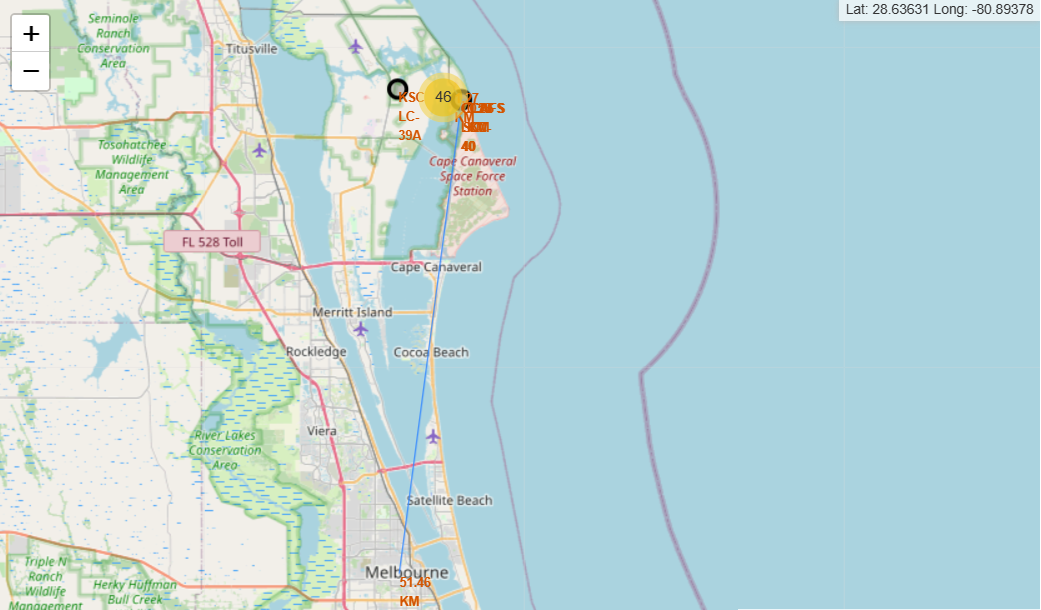 Lat: 28.63631 Long: -80.89378
+
−
Seminole
Ranch
Conservation
Area
Titusville
46
KSC
LC-
39A
KM
40
Tosohatchee
Wildlife
Management
Area
Cape Canaveral
Space Force
Station
FL 528 Toll
Cape Canaveral
Merritt Island
Rockledge
Cocoa Beach
Viera
River Lakes
Conservation
Area
Satellite Beach
Melbourne
51.46
KM
Triple N
Ranch
Wildlife
Management
Herky Huffman
Bull Creek